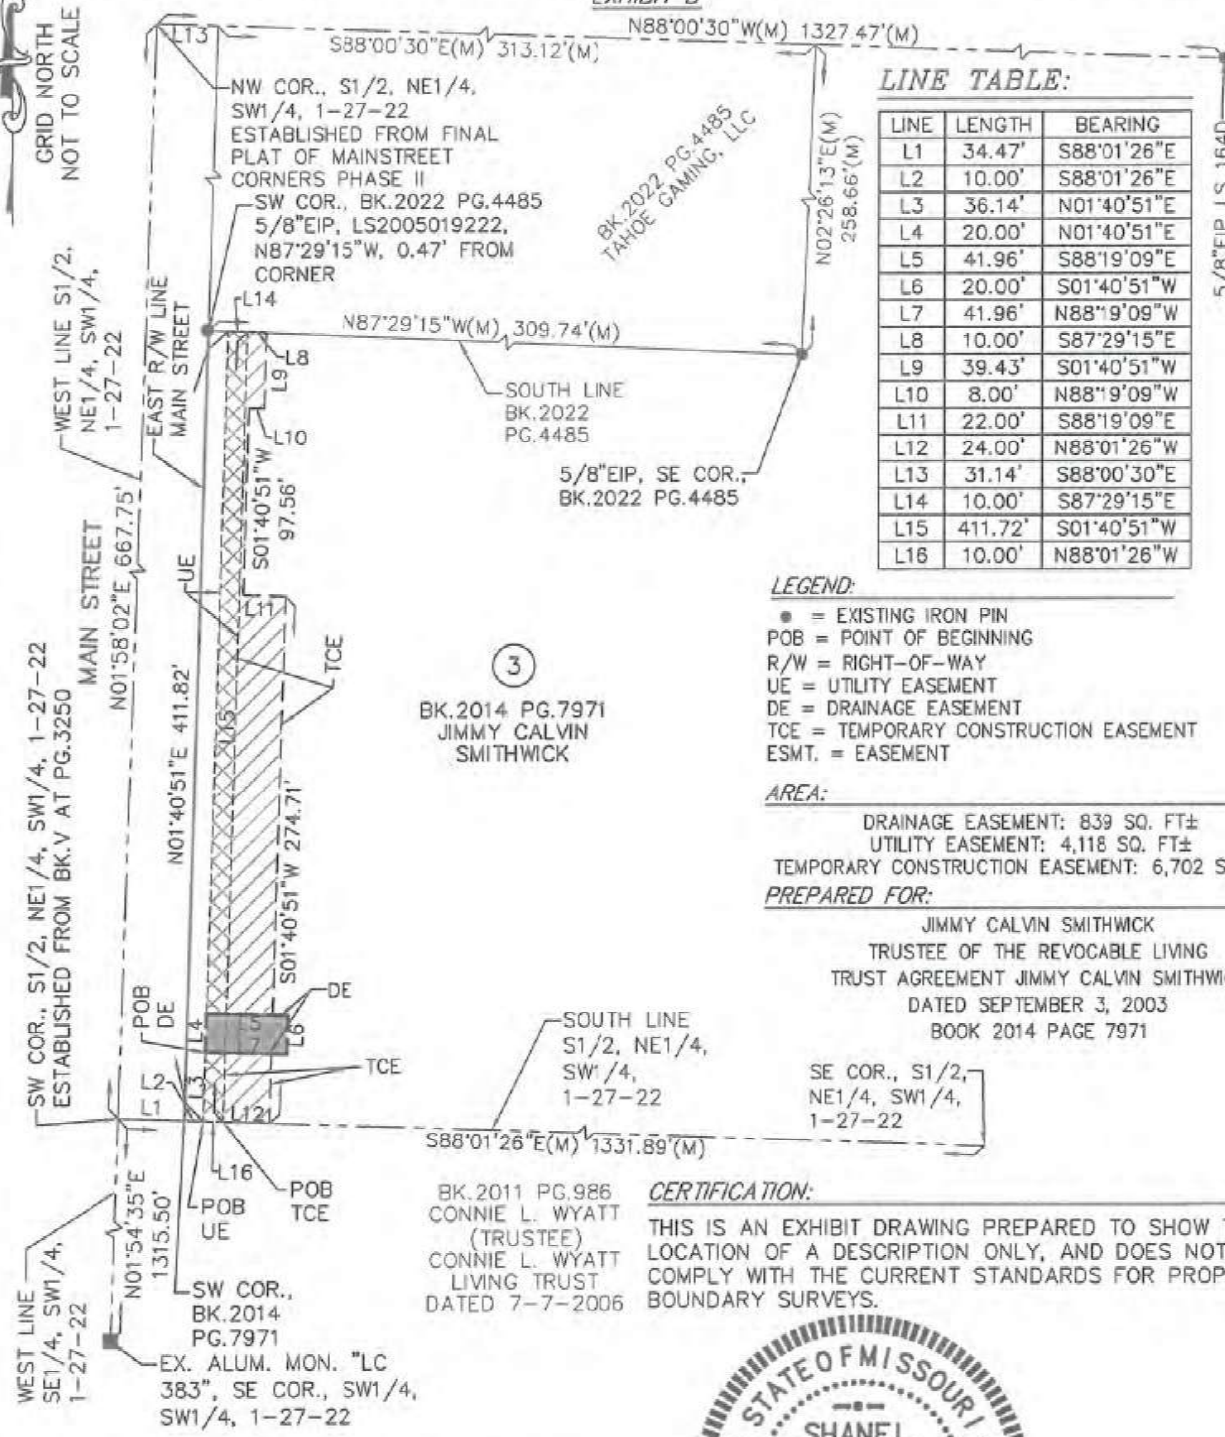 GRID NORTH
NOT TO SCALE
L13
S88°00'30"E(M) 313.12'(M)
N88°00'30"W(M) 1327.47'(M)
NW COR., S1/2, NE1/4,
SW1/4, 1-27-22
ESTABLISHED FROM FINAL
PLAT OF MAINSTREET
CORNERS PHASE II
SW COR., BK.2022 PG.4485
5/8"EIP, LS2005019222,
N87°29'15"W, 0.47' FROM
CORNER
BK.2022 PG.4485
TAHOE GAMING, LLC
N02°26'13"E(M)
258.66'(M)
LINE TABLE:
LINE LENGTH BEARING
L1 34.47' S88°01'26"E
L2 10.00' S88°01'26"E
L3 36.14' N01°40'51"E
L4 20.00' N01°40'51"E
L5 41.96' S88°19'09"E
L6 20.00' S01°40'51"W
L7 41.96' N88°19'09"W
L8 10.00' S87°29'15"E
L9 39.43' S01°40'51"W
L10 8.00' N88°19'09"W
L11 22.00' S88°19'09"E
L12 24.00' N88°01'26"W
L13 31.14' S88°00'30"E
L14 10.00' S87°29'15"E
L15 411.72' S01°40'51"W
L16 10.00' N88°01'26"W
WEST LINE S1/2,
NE1/4, SW1/4,
1-27-22
EAST R/W LINE
MAIN STREET
L14
N87°29'15"W(M) 309.74'(M)
L8
L9
L10
SOUTH LINE
BK.2022
PG.4485
5/8"EIP, SE COR.,
BK.2022 PG.4485
S01°40'51"W
97.56'
MAIN STREET
N01°58'02"E 667.75'
UE
L11
TCE
LEGEND:
= EXISTING IRON PIN
POB = POINT OF BEGINNING
R/W = RIGHT-OF-WAY
UE = UTILITY EASEMENT
DE = DRAINAGE EASEMENT
TCE = TEMPORARY CONSTRUCTION EASEMENT
ESMT. = EASEMENT
3
BK.2014 PG.7971
JIMMY CALVIN
SMITHWICK
L15
N01°40'51"E 411.82'
S01°40'51"W 274.71'
SW COR., S1/2, NE1/4, SW1/4, 1-27-22
ESTABLISHED FROM BK.V AT PG.3250
AREA:
DRAINAGE EASEMENT: 839 SQ. FT±
UTILITY EASEMENT: 4,118 SQ. FT±
TEMPORARY CONSTRUCTION EASEMENT: 6,702 S
PREPARED FOR:
JIMMY CALVIN SMITHWICK
TRUSTEE OF THE REVOCABLE LIVING
TRUST AGREEMENT JIMMY CALVIN
DATED SEPTEMBER 3, 2003
BOOK 2014 PAGE 7971
POB
DE
L4
L5
L6
DE
L2
L3
L1
L12
TCE
SOUTH LINE
S1/2, NE1/4,
SW1/4,
1-27-22
SE COR., S1/2,
NE1/4, SW1/4,
1-27-22
S88°01'26"E(M) 1331.89'(M)
L16
POB
TCE
POB
UE
N01°54'35"E
1315.50'
SW COR.,
BK.2014
PG.7971
WEST LINE
SE1/4, SW1/4,
1-27-22
EX. ALUM. MON. "LC
383", SE COR., SW1/4,
SW1/4, 1-27-22
BK.2011 PG.986
CONNIE L. WYATT
(TRUSTEE)
CONNIE L. WYATT
LIVING TRUST
DATED 7-7-2006
CERTIFICATION:
THIS IS AN EXHIBIT DRAWING PREPARED TO SHOW
LOCATION OF A DESCRIPTION ONLY, AND DOES NOT
COMPLY WITH THE CURRENT STANDARDS FOR
BOUNDARY SURVEYS.
STATE OF MISSOURI